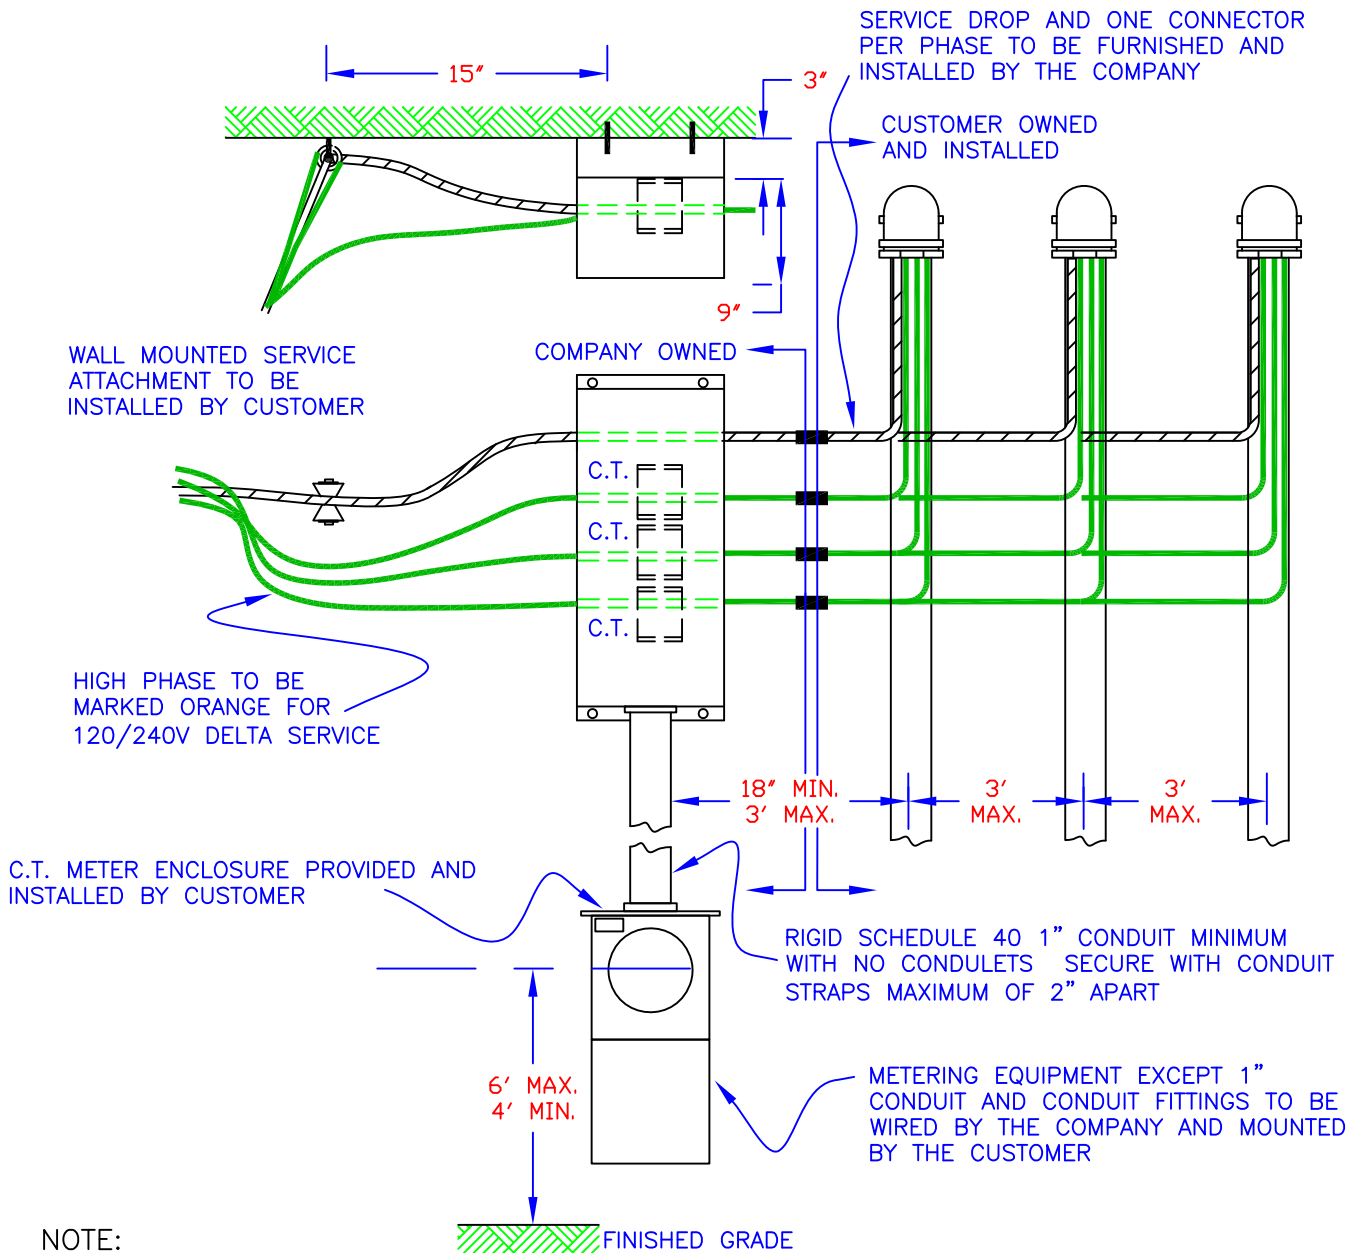 SERVICE DROP AND ONE CONNECTOR
PER PHASE TO BE FURNISHED AND
INSTALLED BY THE COMPANY
15"
3"
CUSTOMER OWNED
AND INSTALLED
9"
WALL MOUNTED SERVICE
ATTACHMENT TO BE
INSTALLED BY CUSTOMER
COMPANY OWNED
C.T.
C.T.
C.T.
HIGH PHASE TO BE
MARKED ORANGE FOR
120/240V DELTA SERVICE
18" MIN.
3' MAX.
3'
MAX.
3'
MAX.
C.T. METER ENCLOSURE PROVIDED AND
INSTALLED BY CUSTOMER
RIGID SCHEDULE 40 1" CONDUIT MINIMUM
WITH NO CONDULETS SECURE WITH CONDUIT
STRAPS MAXIMUM OF 2" APART
6' MAX.
4' MIN.
METERING EQUIPMENT EXCEPT 1"
CONDUIT AND CONDUIT FITTINGS TO BE
WIRED BY THE COMPANY AND MOUNTED
BY THE CUSTOMER
NOTE:
FINISHED GRADE